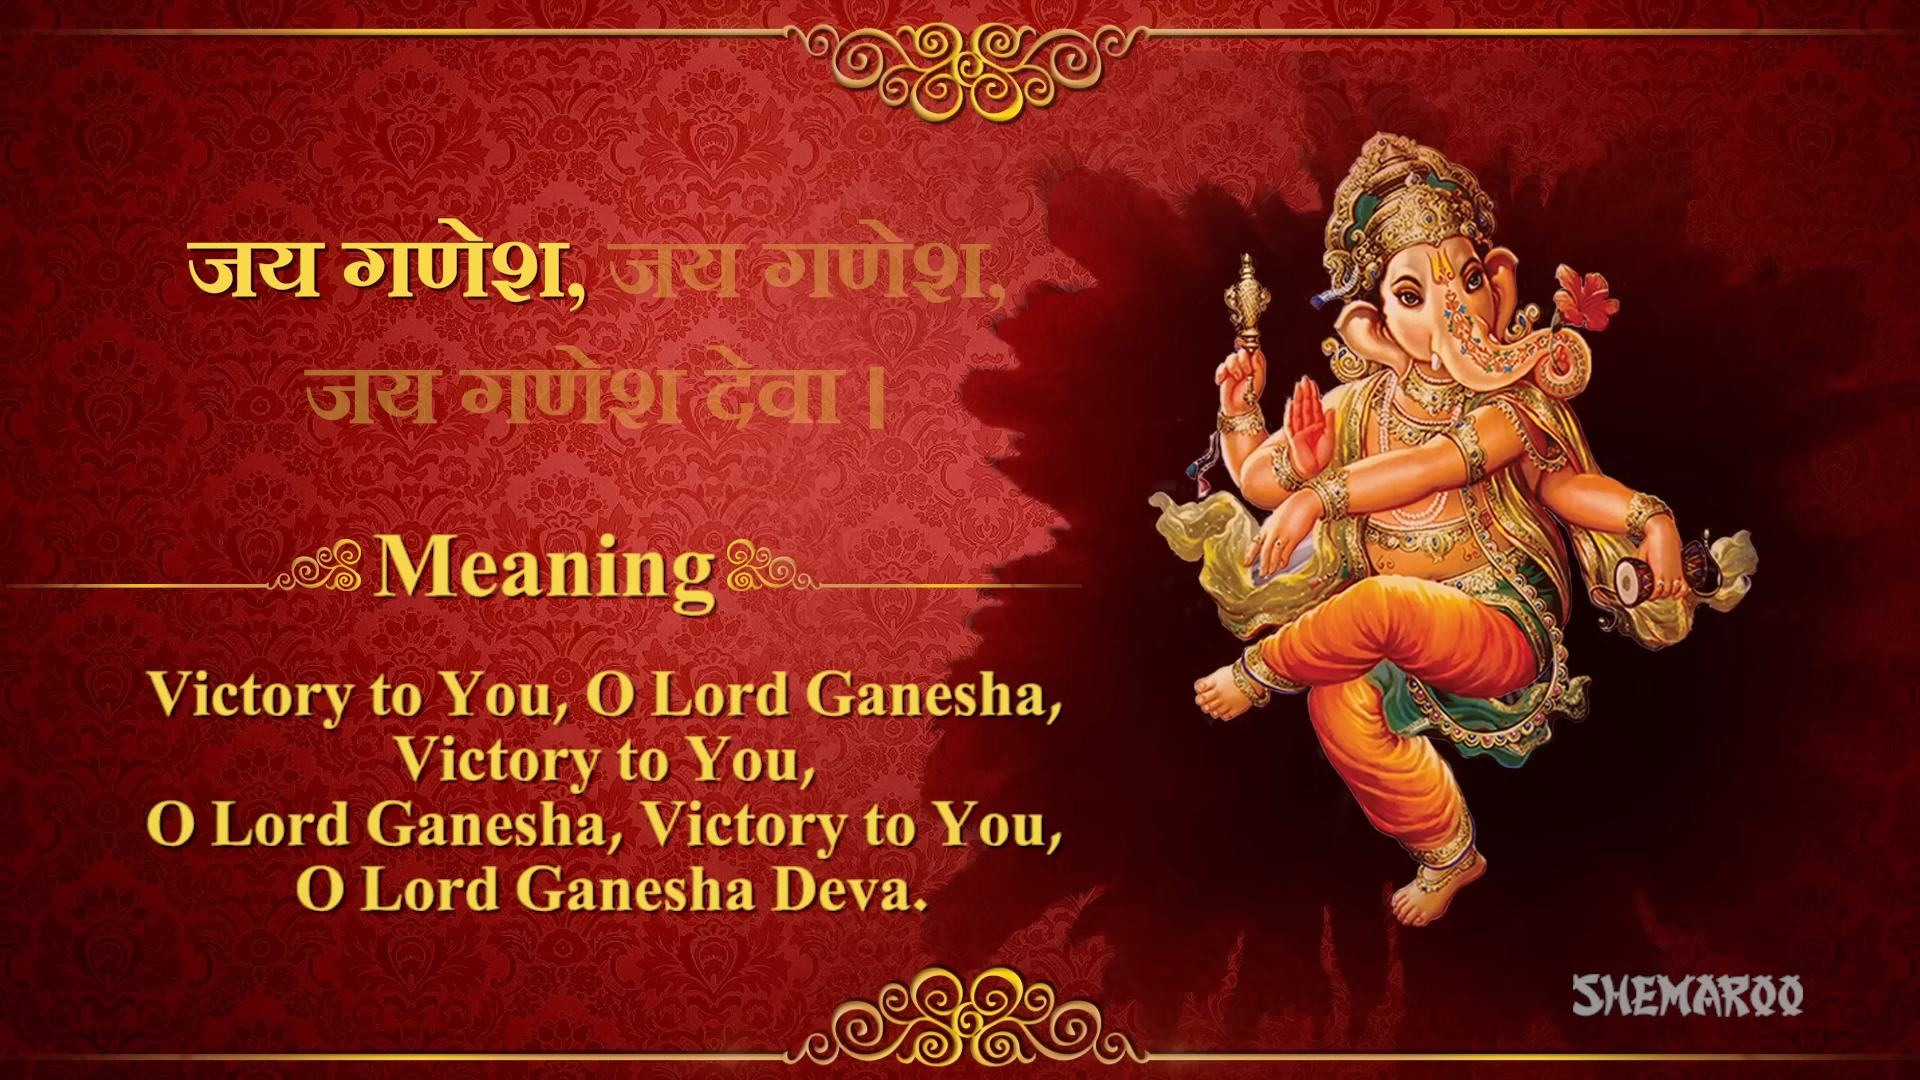 जय गणेश, जय गणेश,
जय गणेश देवा।
Meaning
Victory to You, O Lord Ganesha,
Victory to You,
O Lord Ganesha, Victory to You,
O Lord Ganesha Deva.
SHEMAROO